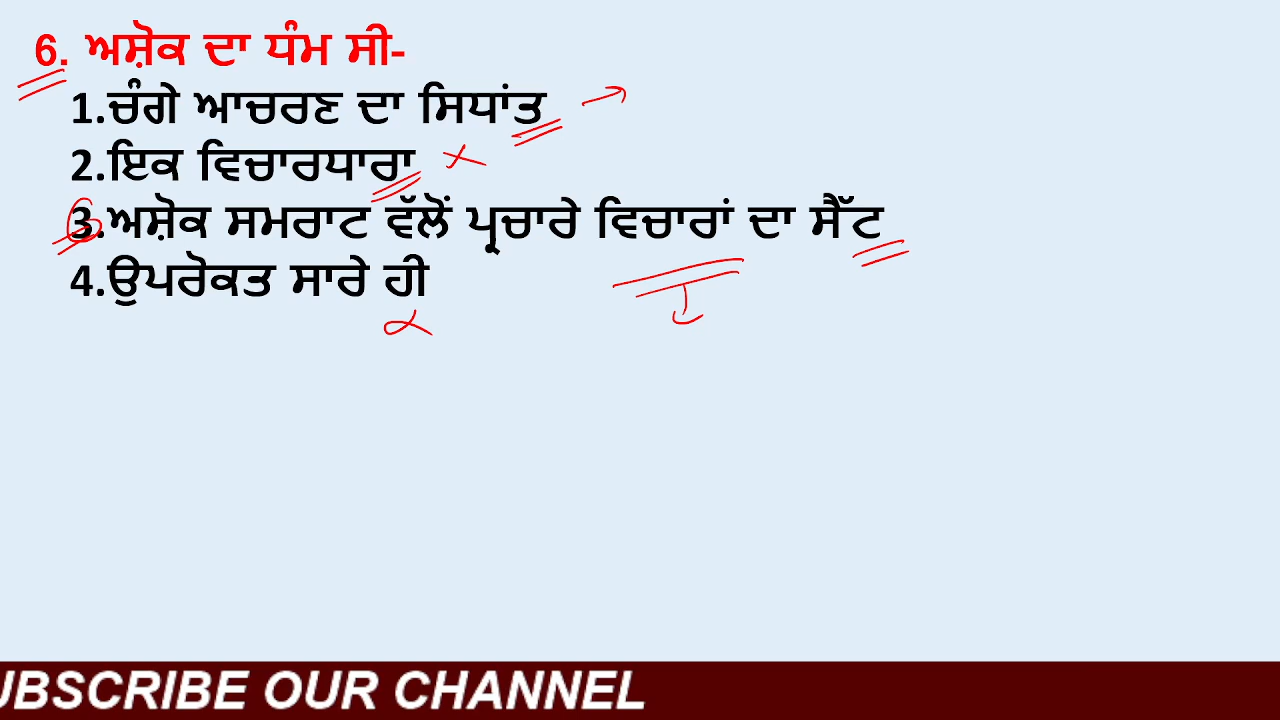 6. ਅਸ਼ੋਕ ਦਾ ਧੰਮ ਸੀ-
1.ਚੰਗੇ ਆਚਰਣ ਦਾ ਸਿਧਾਂਤ
2.ਇਕ ਵਿਚਾਰਧਾਰਾ
3.ਅਸ਼ੋਕ ਸਮਰਾਟ ਵੱਲੋਂ ਪ੍ਰਚਾਰੇ ਵਿਚਾਰਾਂ ਦਾ ਸੈੱਟ
4.ਉਪਰੋਕਤ ਸਾਰੇ ਹੀ
UBSCRIBE OUR CHANNEL